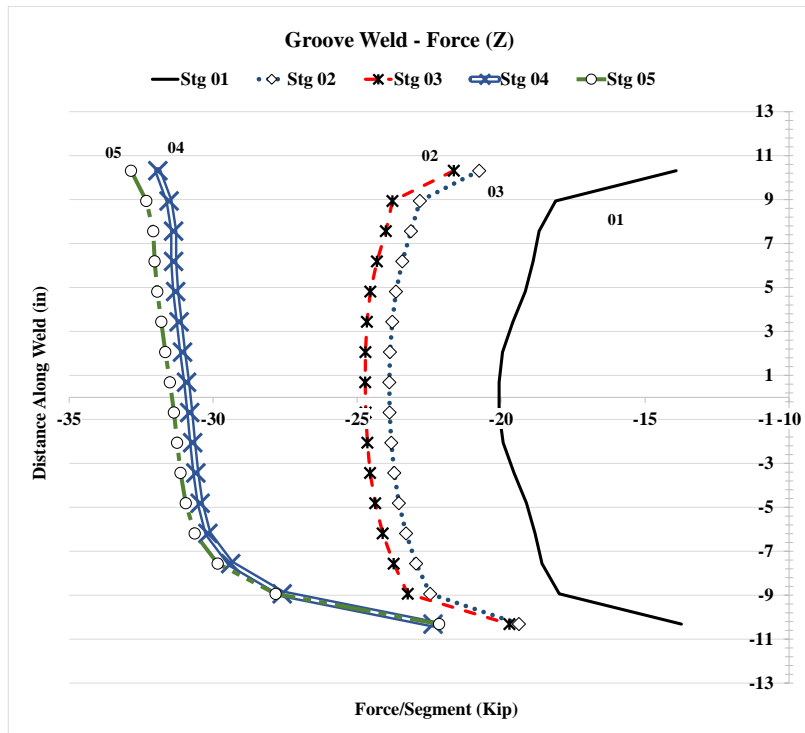 Groove Weld - Force (Z)
Stg 01 Stg 02 Stg 03 Stg 04 Stg 05
13
05 04 02 11
03
9
01
7
5
3
1
-35 -30 -25 -20 -15 -1 -10
-3
-5
-7
-9
-11
-13
Distance Along Weld (in)
Force/Segment (Kip)